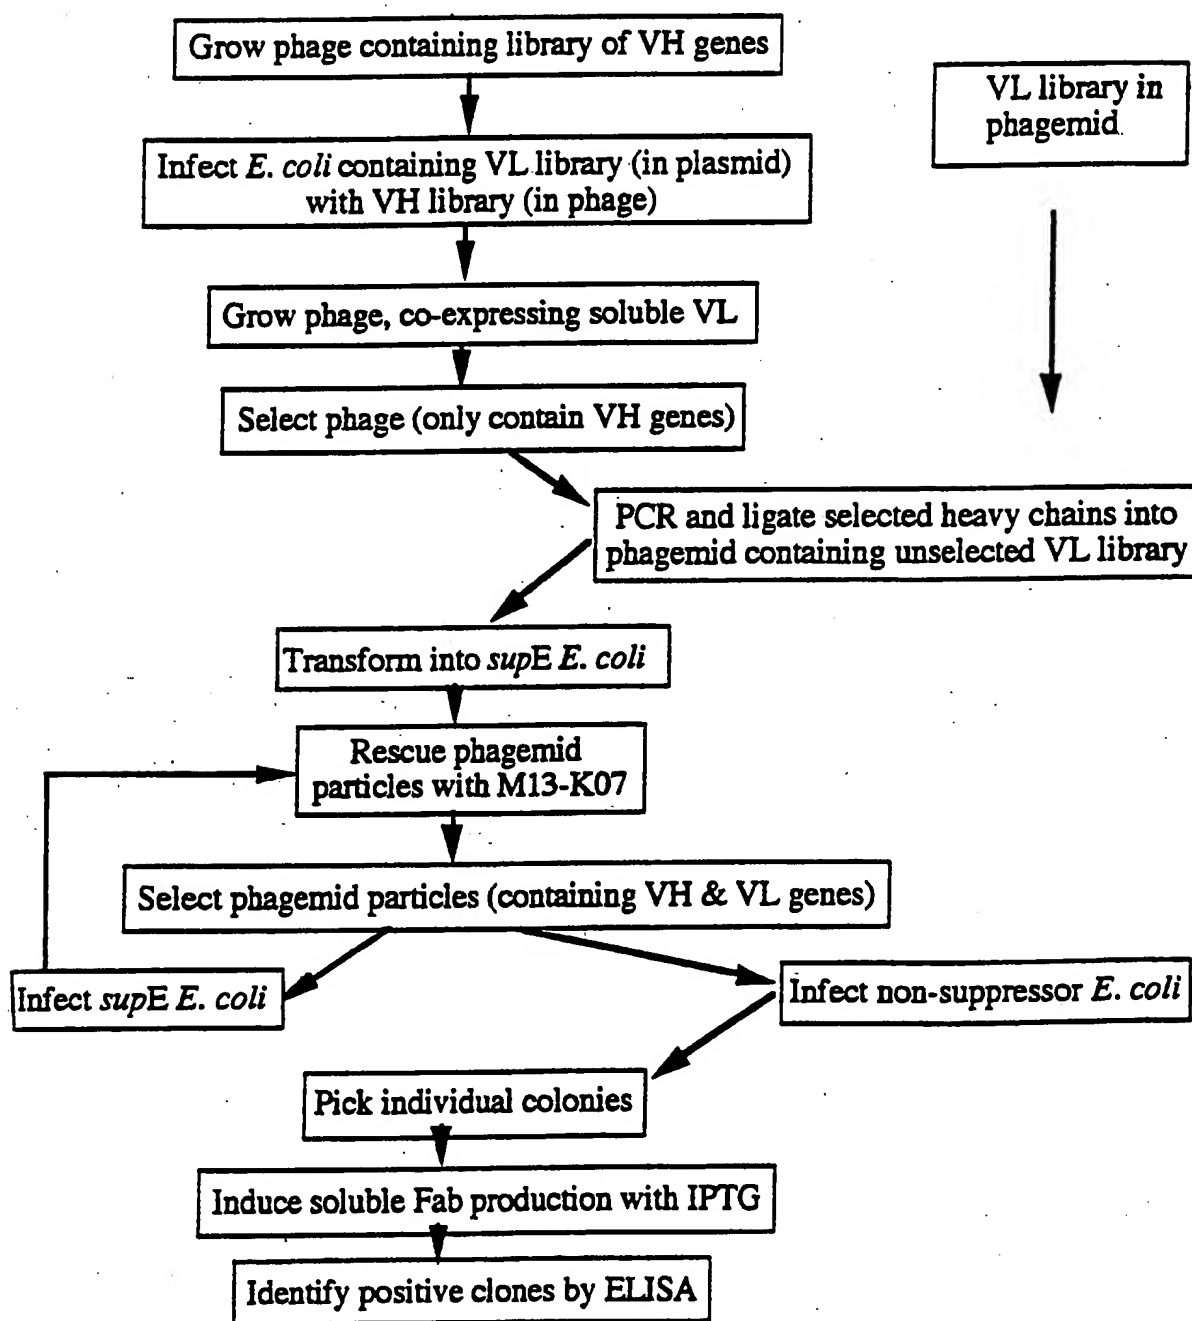 Grow phage containing library of VH genes
VL library in
phagemid
Infect E. coli containing VL library (in plasmid)
with VH library (in phage)
Grow phage, co-expressing soluble VL
Select phage (only contain VH genes)
PCR and ligate selected heavy chains into
phagemid containing unselected VL library
Transform into supE E. coli
Rescue phagemid
particles with M13-K07
Select phagemid particles (containing VH & VL genes)
Infect supE E. coli
Infect non-suppressor E. coli
Pick individual colonies
Induce soluble Fab production with IPTG
Identify positive clones by ELISA